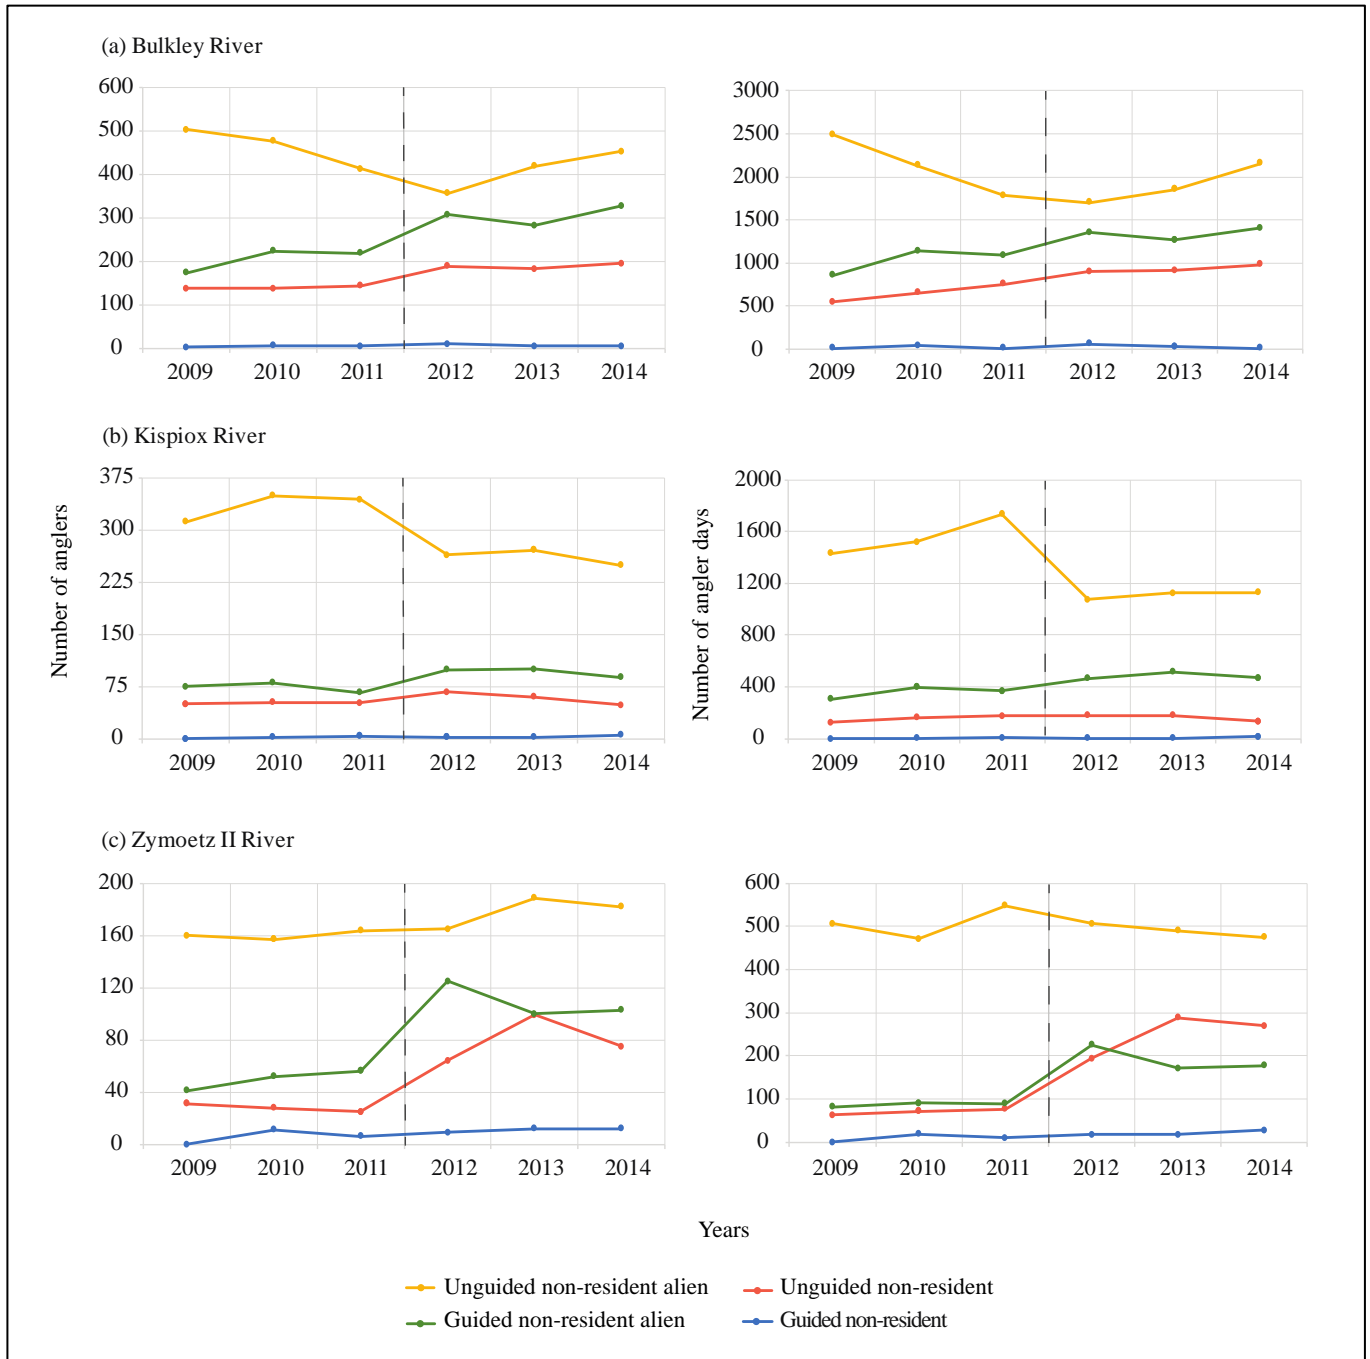 (a) Bulkley River
600
500
400
300
200
100
0
2009 2010 2011 2012 2013 2014
3000
2500
2000
1500
1000
500
0
2009 2010 2011 2012 2013 2014
(b) Kispiox River
Number of anglers
375
300
225
150
75
0
2009 2010 2011 2012 2013 2014
Number of angler days
2000
1600
1200
800
400
0
2009 2010 2011 2012 2013 2014
(c) Zymoetz II River
200
160
120
80
40
0
2009 2010 2011 2012 2013 2014
600
500
400
300
200
100
0
2009 2010 2011 2012 2013 2014
Years
Unguided non-resident alien
Unguided non-resident
Guided non-resident alien
Guided non-resident